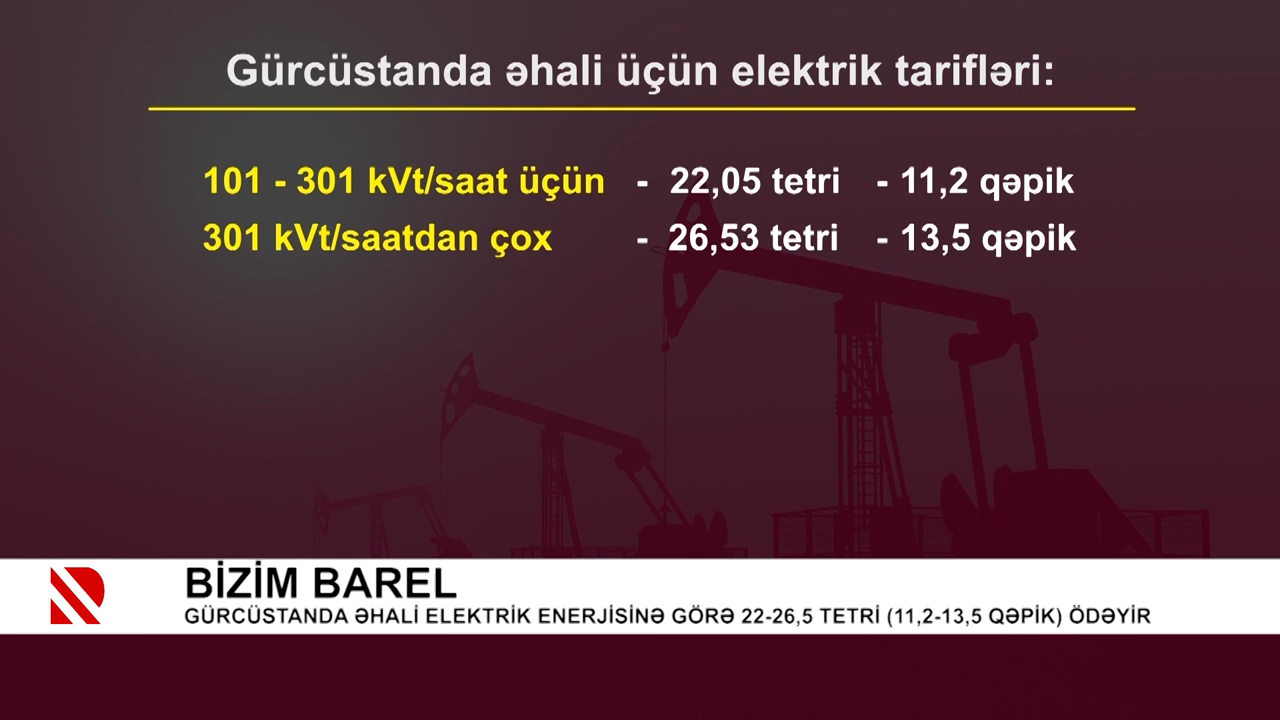 Gürcüstanda əhali üçün elektrik tarifləri:
101 - 301 kVt/saat üçün - 22,05 tetri - 11,2 qəpik
301 kVt/saatdan çox - 26,53 tetri - 13,5 qəpik
BİZİM BAREL
GÜRCÜSTANDA ƏHALİ ELEKTRİK ENERJİSİNƏ GÖRƏ 22-26,5 TETRİ (11,2-13,5 QƏPİK) ÖDƏYİR